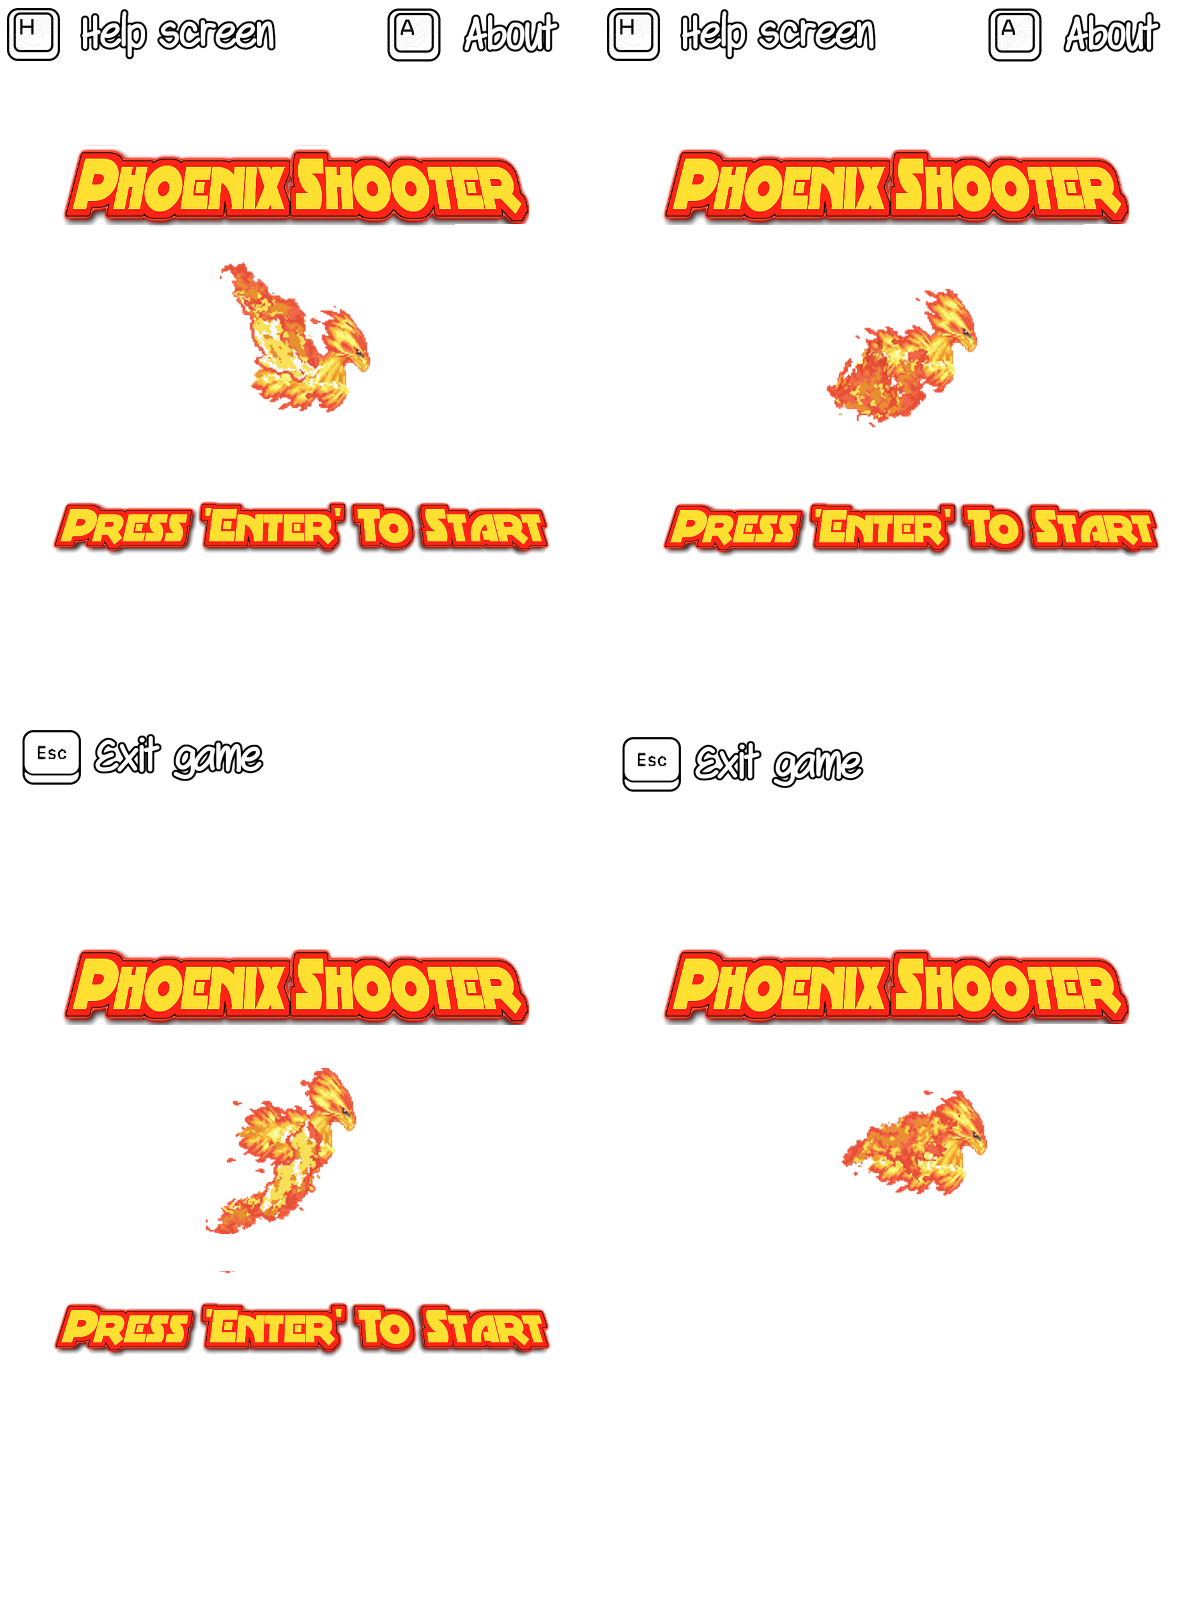 H Help screen A About H Help screen A About
Phoenix Shooter Phoenix Shooter
Press 'Enter' To Start Press 'Enter' To Start
Esc Exit game Esc Exit game
Phoenix Shooter Phoenix Shooter
Press 'Enter' To Start